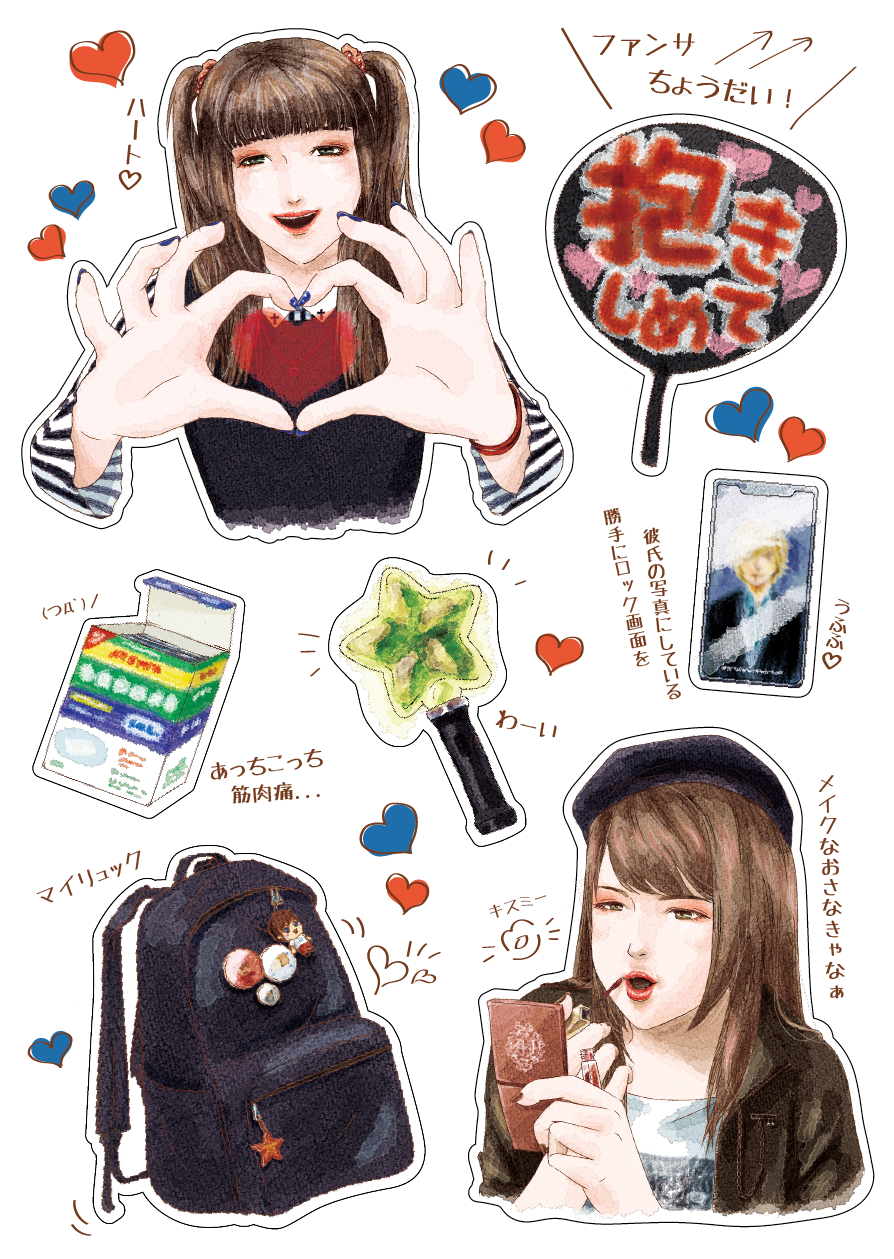 ハート♡
ファンサ
ちょうだい！
抱き
しめて
彼氏の写真にしている
勝手にロック画面を
うふふ♡
(つД`)ノ
あっちこっち
筋肉痛...
わーい
マイリュック
キスミー
メイクなおさなきゃなぁ